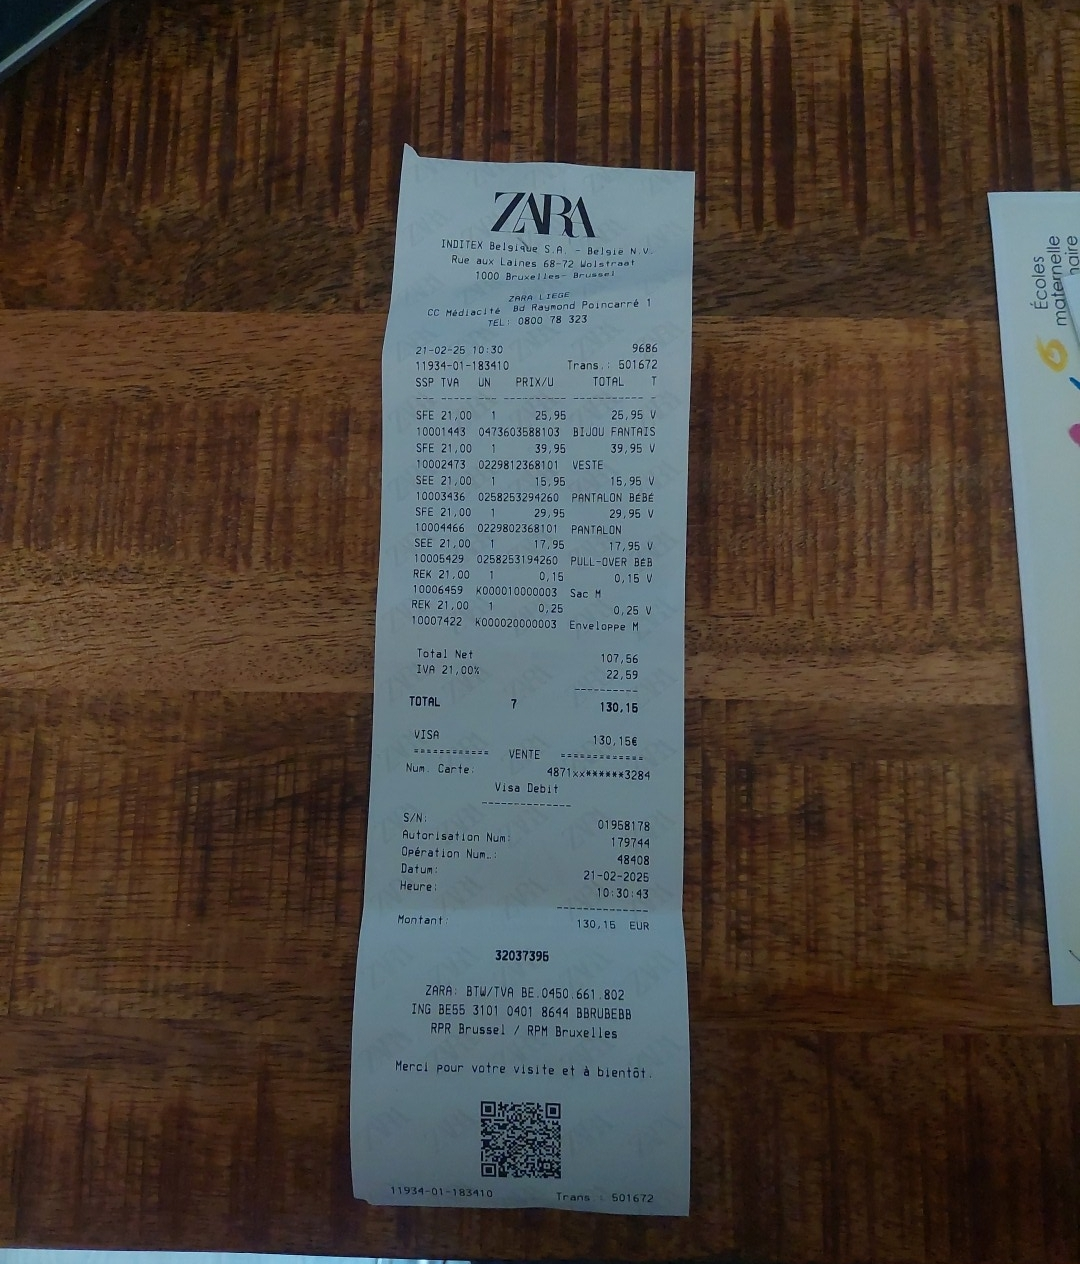 ZARA
INDITEX Belgique S.A. - Belgie N.V.
Rue aux Laines 68-72 Wolstraat
1000 Bruxelles- Brussel
ZARA LIEGE
CC Médiacité Bd Raymond Poincarré 1
TEL: 0800 78 323
21-02-25 10:30 9686
11934-01-183410 Trans.: 501672
SSP TVA UN PRIX/U TOTAL T
--- ----- --- --------- ----------- -
SFE 21,00 1 25,95 25,95 V
10001443 0473603588103 BIJOU FANTAIS
SFE 21,00 1 39,95 39,95 V
10002473 0229812368101 VESTE
SEE 21,00 1 15,95 15,95 V
10003436 0258253294260 PANTALON BÉBÉ
SFE 21,00 1 29,95 29,95 V
10004466 0229802368101 PANTALON
SEE 21,00 1 17,95 17,95 V
10005429 0258253194260 PULL-OVER BÉB
REK 21,00 1 0,15 0,15 V
10006459 K000010000003 Sac M
REK 21,00 1 0,25 0,25 V
10007422 K000020000003 Enveloppe M
Total Net 107,56
IVA 21,00% 22,59
----------
TOTAL 7 130,15
VISA 130,15€
============ VENTE =============
Num. Carte: 4871xx******3284
Visa Debit
-------------
S/N: 01958178
Autorisation Num: 179744
Opération Num.: 48408
Datum: 21-02-2025
Heure: 10:30:43
-------------
Montant: 130,15 EUR
32037395
ZARA: BTW/TVA BE.0450.661.802
ING BE55 3101 0401 8644 BBRUBEBB
RPR Brussel / RPM Bruxelles
Merci pour votre visite et à bientôt.
11934-01-183410 Trans : 501672
Écoles
maternelle